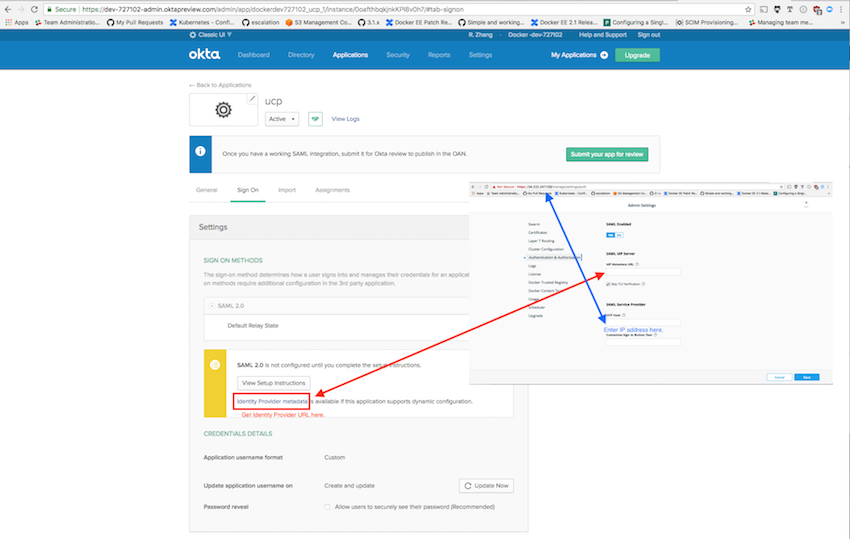 Secure https://dev-727102-admin.oktapreview.com/admin/app/dockerdev727102_ucp_1/instance/0oafthbqkjnkXPl8v0h7/#tab-signon
Apps Team Administratio... My Pull Requests Kubernetes - Confl... escalation S3 Management Co... 3.1.x Docker EE Patch Re... Simple and working... Docker EE 2.1 Relea... Configuring a Singl... SCIM Provisioning... Managing team me...
Classic UI R. Zhang Docker -dev-727102 Help and Support Sign out
okta Dashboard Directory Applications Security Reports Settings My Applications Upgrade
← Back to Applications
ucp
Active View Logs
Once you have a working SAML integration, submit it for Okta review to publish in the OAN. Submit your app for review
General Sign On Import Assignments
Settings
SIGN ON METHODS
The sign-on method determines how a user signs into and manages their credentials for an applicat
on methods require additional configuration in the 3rd party application.
SAML 2.0
Default Relay State
SAML 2.0 is not configured until you complete the setup instructions.
View Setup Instructions
Identity Provider metadata is available if this application supports dynamic configuration.
Get Identity Provider URL here.
CREDENTIALS DETAILS
Application username format Custom
Update application username on Create and update Update Now
Password reveal Allow users to securely see their password (Recommended)
Admin Settings
Swarm
Certificates
Layer 7 Routing
Cluster Configuration
Authentication & Authorization
Logs
License
Docker Trusted Registry
Docker Content Trust
Usage
Scheduler
Upgrade
SAML Enabled
SAML IdP Server
IdP Metadata URL
Skip TLS Verification
SAML Service Provider
UCP Host
Enter IP address here.
Customize Sign In Button Text
Cancel Save